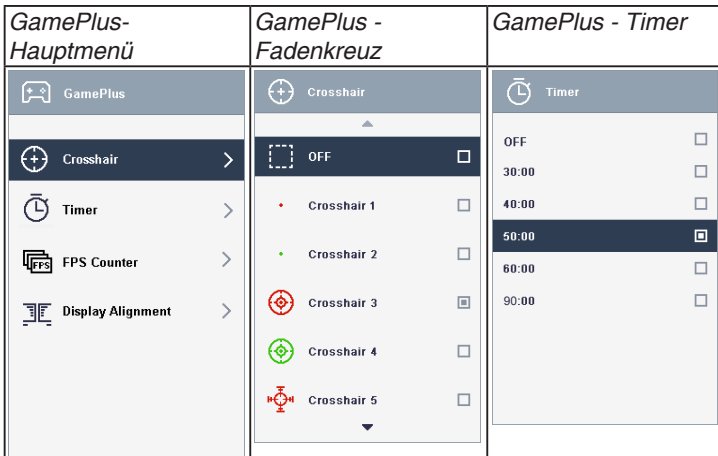 GamePlus-
Hauptmenü
GamePlus -
Fadenkreuz
GamePlus - Timer
GamePlus
Crosshair
Timer
FPS
FPS Counter
Display Alignment
Crosshair
OFF
Crosshair 1
Crosshair 2
Crosshair 3
Crosshair 4
Crosshair 5
Timer
OFF
30:00
40:00
50:00
60:00
90:00